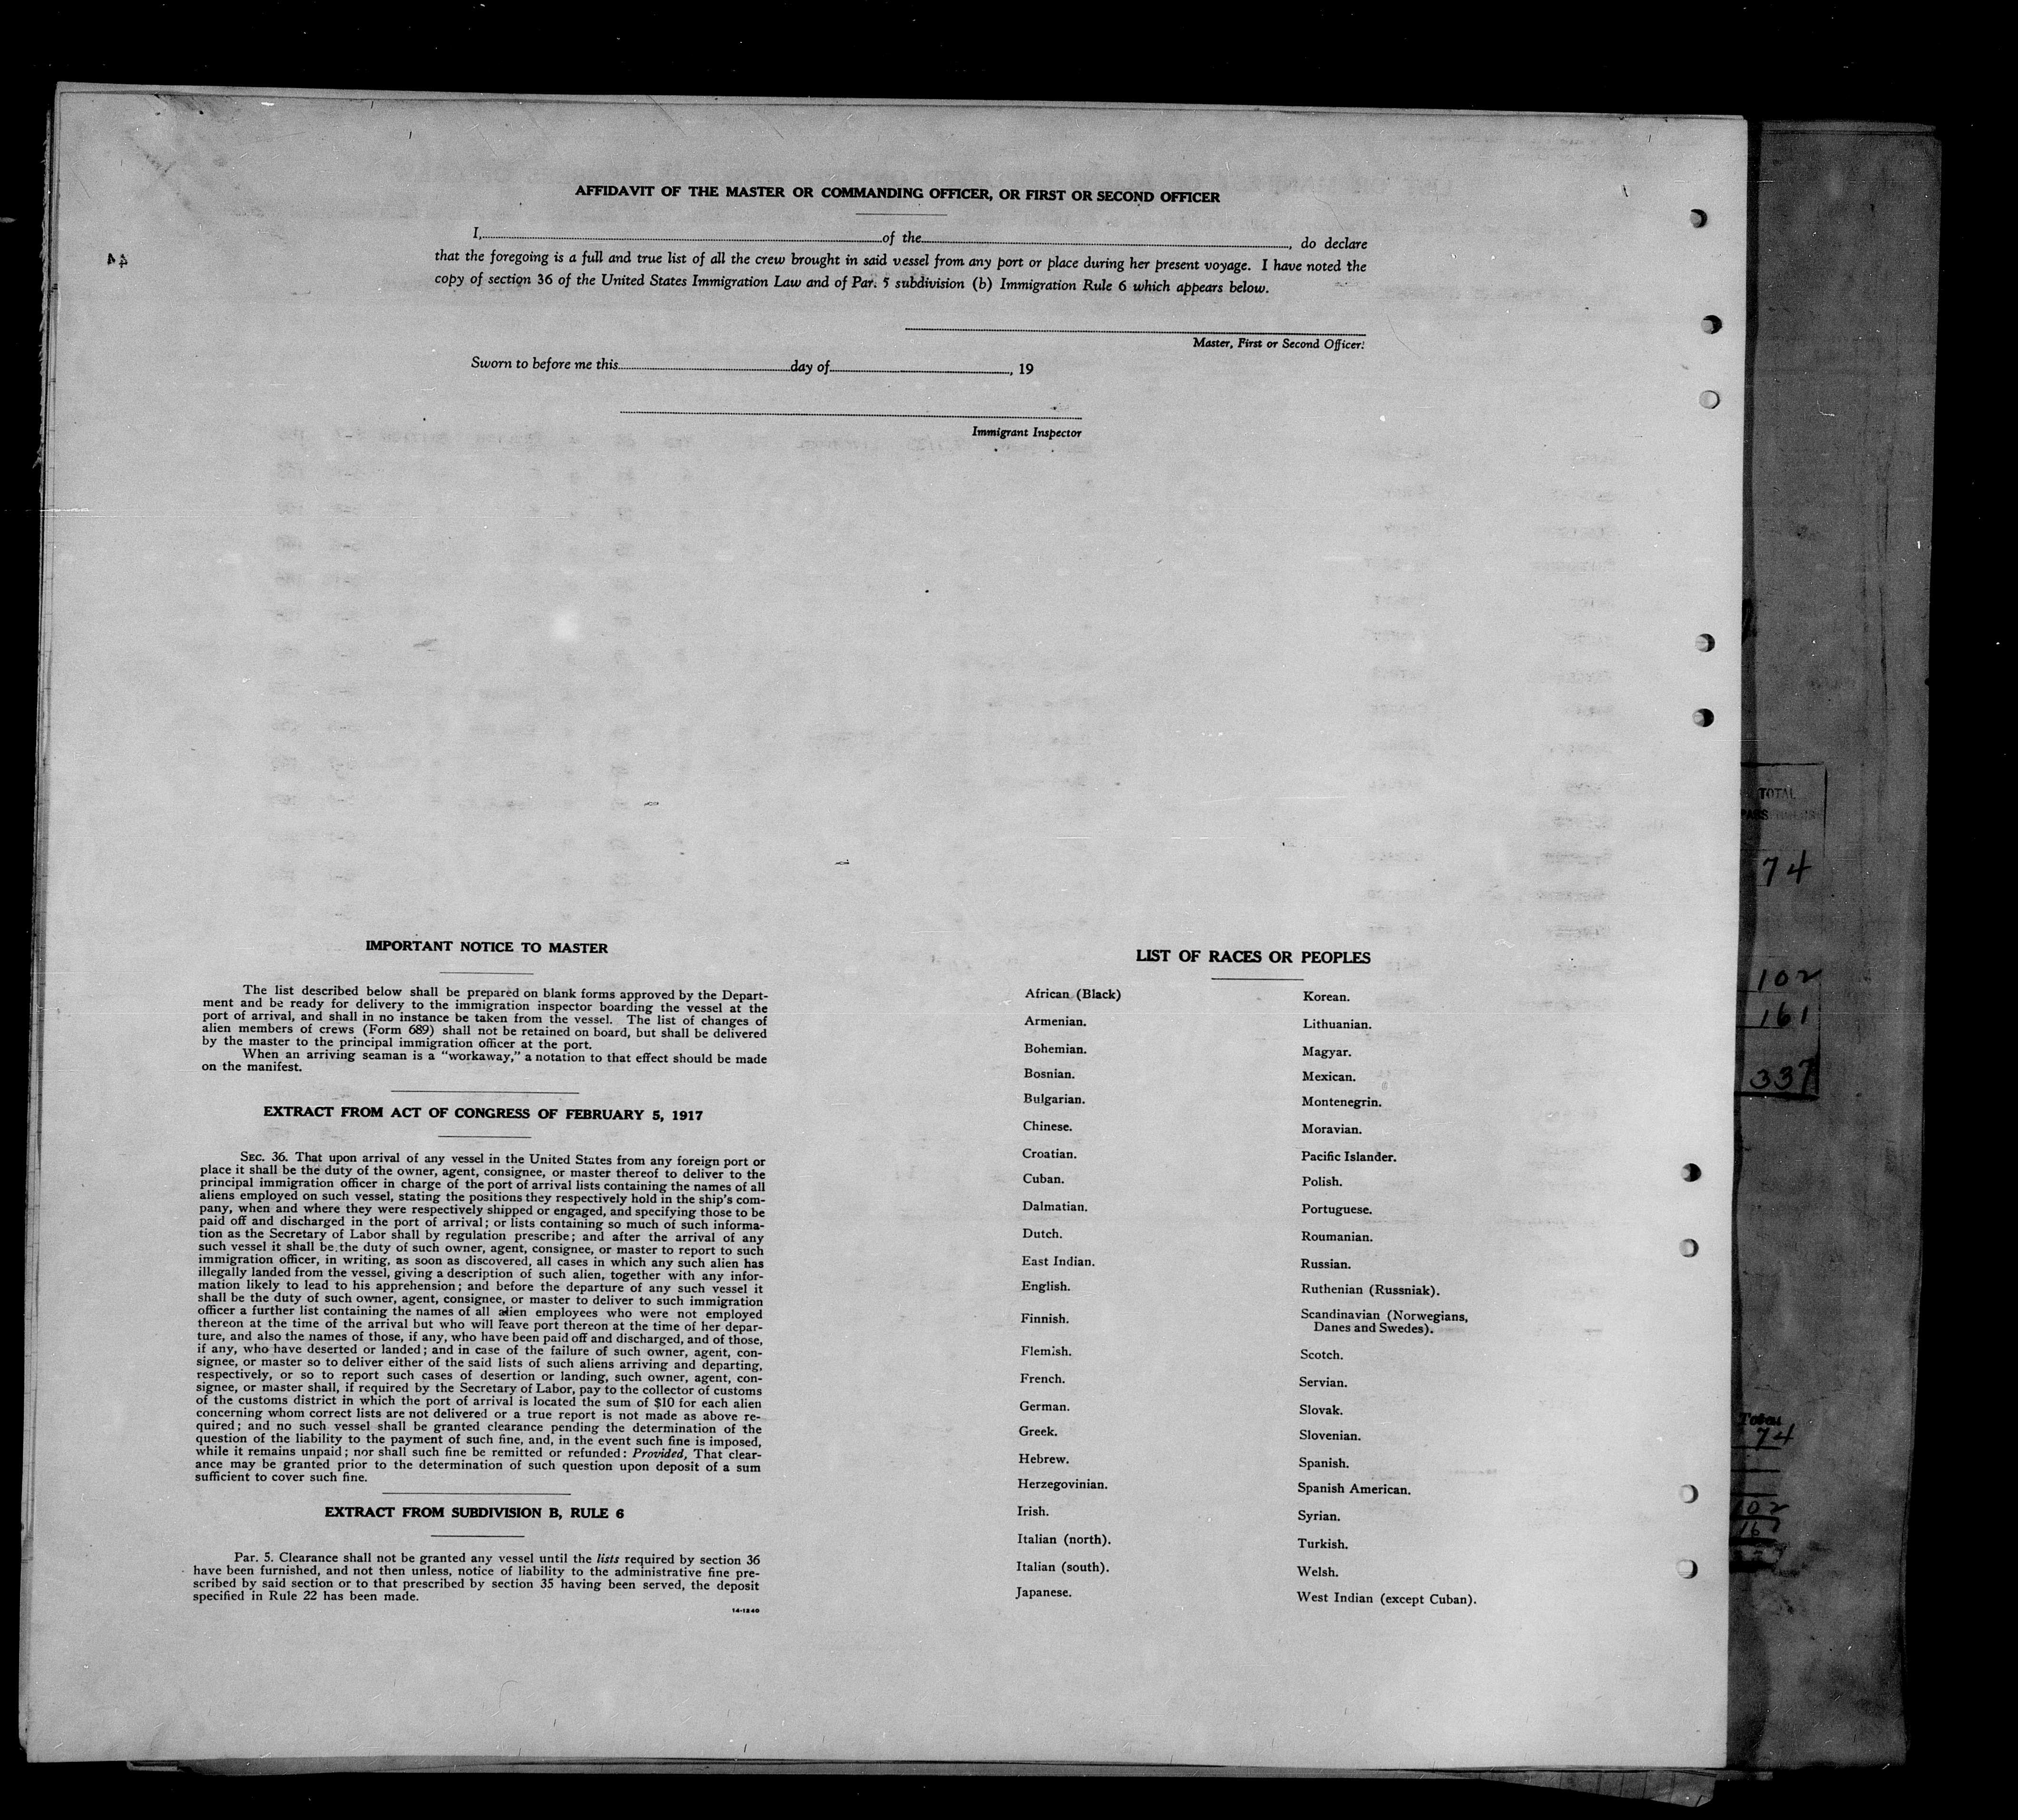 AFFIDAVIT OF THE MASTER OR COMMANDING OFFICER, OR FIRST OR SECOND OFFICER
I, of the , do declare
that the foregoing is a full and true list of all the crew brought in said vessel from any port or place during her present voyage. I have noted the
copy of section 36 of the United States Immigration Law and of Par. 5 subdivision (b) Immigration Rule 6 which appears below.
Master, First or Second Officer.
Sworn to before me this day of , 19
Immigrant Inspector
44
IMPORTANT NOTICE TO MASTER
The list described below shall be prepared on blank forms approved by the Depart-
ment and be ready for delivery to the immigration inspector boarding the vessel at the
port of arrival, and shall in no instance be taken from the vessel. The list of changes of
alien members of crews (Form 689) shall not be retained on board, but shall be delivered
by the master to the principal immigration officer at the port.
When an arriving seaman is a "workaway," a notation to that effect should be made
on the manifest.
EXTRACT FROM ACT OF CONGRESS OF FEBRUARY 5, 1917
SEC. 36. That upon arrival of any vessel in the United States from any foreign port or
place it shall be the duty of the owner, agent, consignee, or master thereof to deliver to the
principal immigration officer in charge of the port of arrival lists containing the names of all
aliens employed on such vessel, stating the positions they respectively hold in the ship's com-
pany, when and where they were respectively shipped or engaged, and specifying those to be
paid off and discharged in the port of arrival; or lists containing so much of such informa-
tion as the Secretary of Labor shall by regulation prescribe; and after the arrival of any
such vessel it shall be the duty of such owner, agent, consignee, or master to report to such
immigration officer, in writing, as soon as discovered, all cases in which any such alien has
illegally landed from the vessel, giving a description of such alien, together with any infor-
mation likely to lead to his apprehension; and before the departure of any such vessel it
shall be the duty of such owner, agent, consignee, or master to deliver to such immigration
officer a further list containing the names of all alien employees who were not employed
thereon at the time of the arrival but who will leave port thereon at the time of her depar-
ture, and also the names of those, if any, who have been paid off and discharged, and of those,
if any, who have deserted or landed; and in case of the failure of such owner, agent, con-
signee, or master so to deliver either of the said lists of such aliens arriving and departing,
respectively, or so to report such cases of desertion or landing, such owner, agent, con-
signee, or master shall, if required by the Secretary of Labor, pay to the collector of customs
of the customs district in which the port of arrival is located the sum of $10 for each alien
concerning whom correct lists are not delivered or a true report is not made as above re-
quired; and no such vessel shall be granted clearance pending the determination of the
question of the liability to the payment of such fine, and, in the event such fine is imposed,
while it remains unpaid; nor shall such fine be remitted or refunded: Provided, That clear-
ance may be granted prior to the determination of such question upon deposit of a sum
sufficient to cover such fine.
EXTRACT FROM SUBDIVISION B, RULE 6
Par. 5. Clearance shall not be granted any vessel until the lists required by section 36
have been furnished, and not then unless, notice of liability to the administrative fine pre-
scribed by said section or to that prescribed by section 35 having been served, the deposit
specified in Rule 22 has been made.
14-1240
LIST OF RACES OR PEOPLES
African (Black)
Armenian.
Bohemian.
Bosnian.
Bulgarian.
Chinese.
Croatian.
Cuban.
Dalmatian.
Dutch.
East Indian.
English.
Finnish.
Flemish.
French.
German.
Greek.
Hebrew.
Herzegovinian.
Irish.
Italian (north).
Italian (south).
Japanese.
Korean.
Lithuanian.
Magyar.
Mexican.
Montenegrin.
Moravian.
Pacific Islander.
Polish.
Portuguese.
Roumanian.
Russian.
Ruthenian (Russniak).
Scandinavian (Norwegians,
Danes and Swedes).
Scotch.
Servian.
Slovak.
Slovenian.
Spanish.
Spanish American.
Syrian.
Turkish.
Welsh.
West Indian (except Cuban).
TOTAL
PASSENGERS
74
102
161
337
Total
74
102